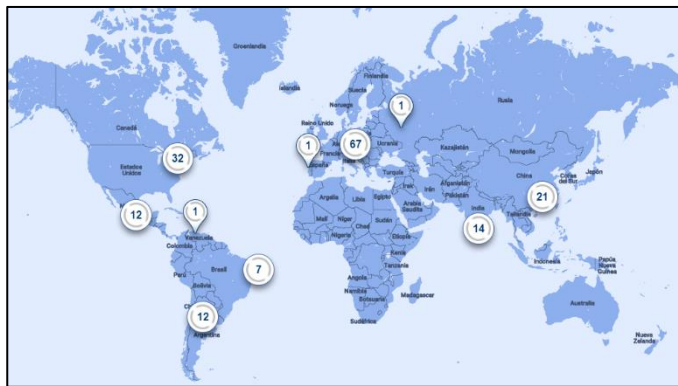 Groenlandia
Islandia
Finlandia
Suecia
Noruega
Rusia
1
Canadá
Reino Unido
1
67
Ucrania
Kazajistán
Mongolia
32
Francia
Estados
Unidos
España
Turquía
China
Corea
del Sur
Japón
Afganistán
Irak
Irán
Pakistán
21
Argelia
Libia
Egipto
Arabia
Saudita
India
12
1
Malí
Níger
Chad
Sudán
Tailandia
14
Venezuela
Nigeria
Etiopía
Colombia
Kenia
7
Indonesia
Papúa
Nueva
Guinea
Perú
Brasil
Tanzania
Angola
Bolivia
Namibia
Botsuana
Madagascar
Australia
12
Sudáfrica
Argentina
Nueva
Zelanda